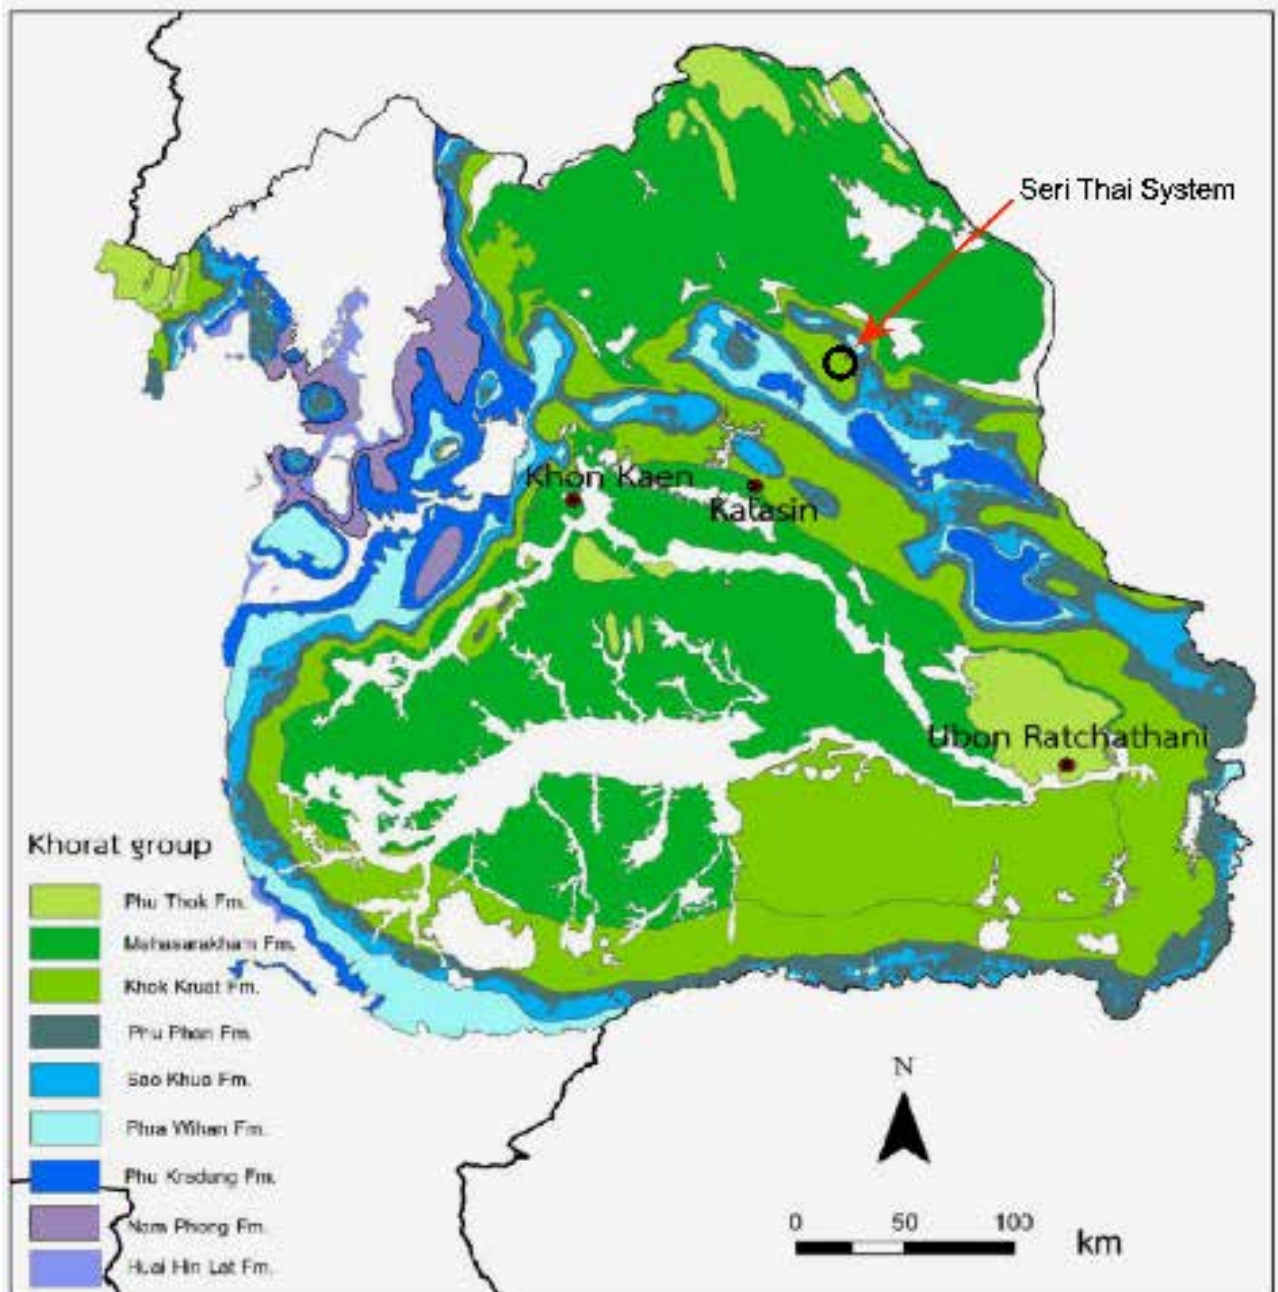 Seri Thai System
Khon Kaen
Kalasin
Ubon Ratchathani
Khorat group
Phu Thok Fm.
Mahasarakham Fm.
Khok Kruat Fm.
Phu Phan Fm.
Sao Khua Fm.
Phra Wihan Fm.
Phu Kradung Fm.
Nam Phong Fm.
Huai Hin Lat Fm.
N
0 50 100
km